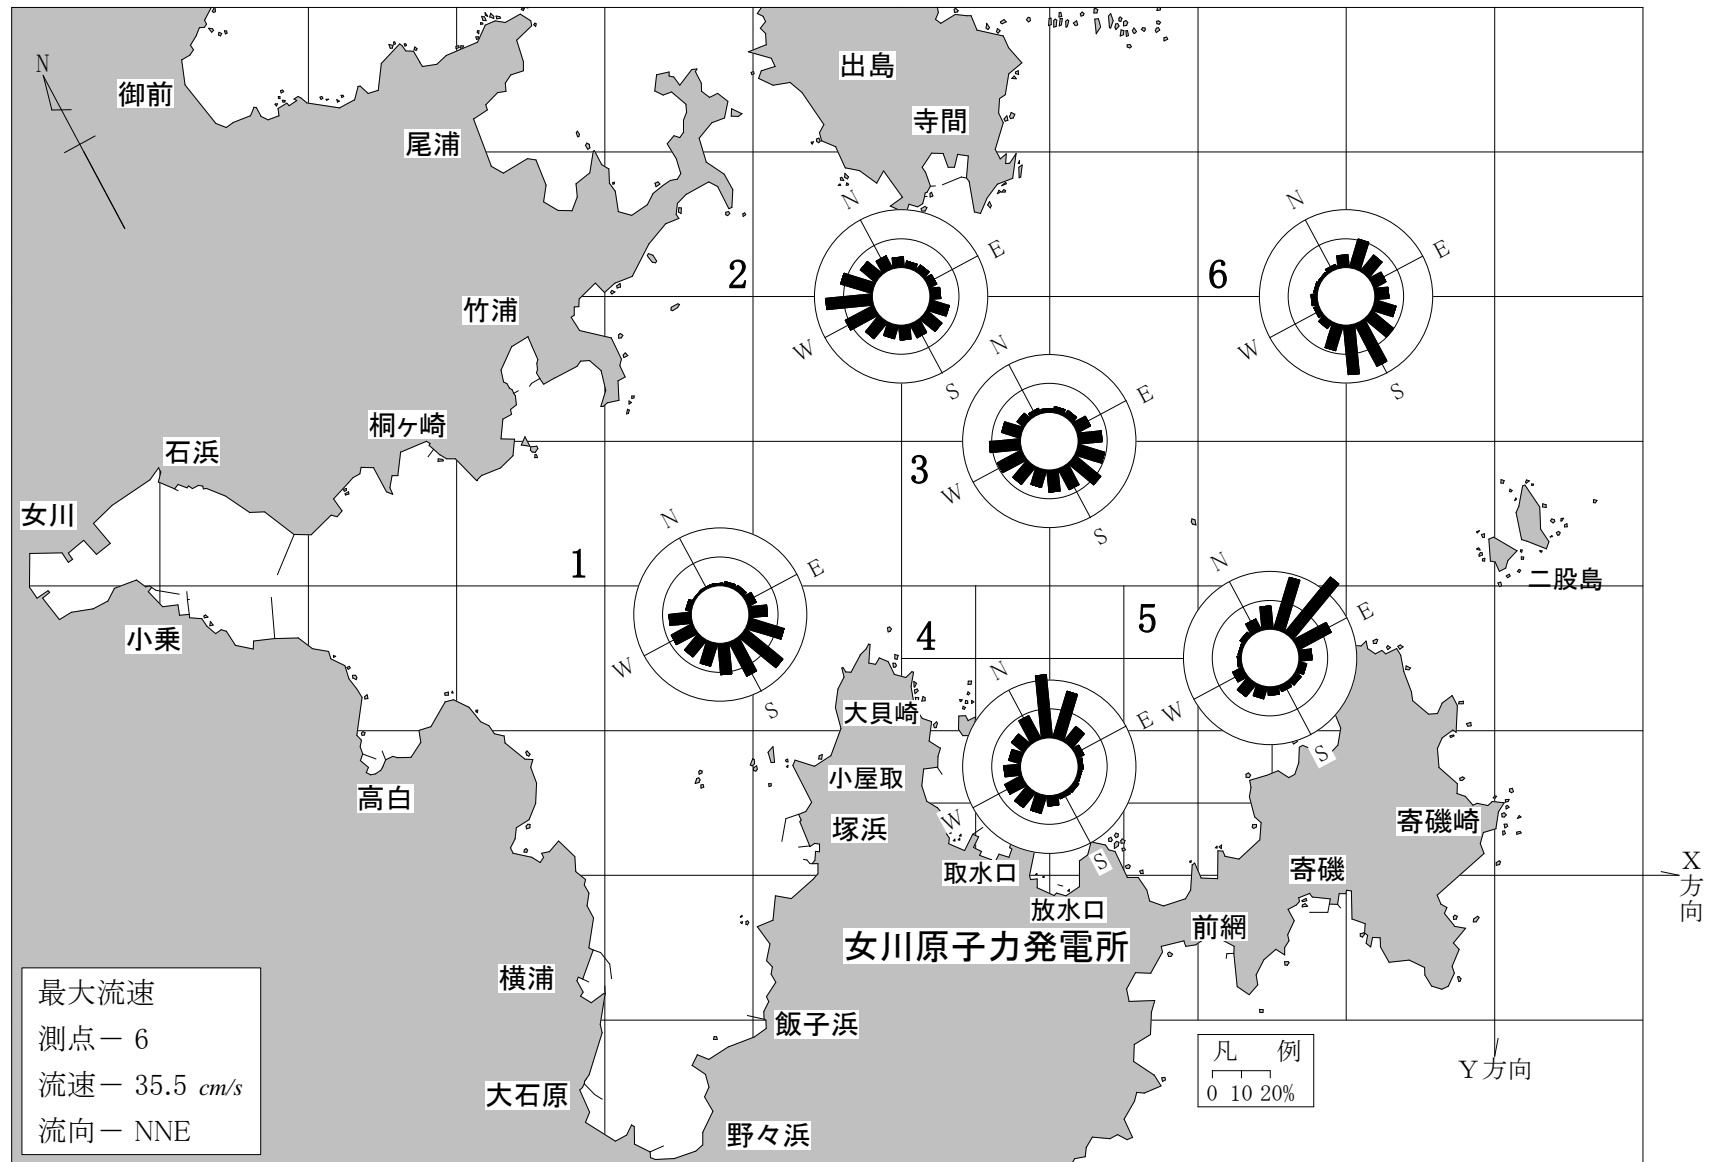 N
御前
出島
寺間
尾浦
N
E
W
S
2
N
E
W
S
6
竹浦
N
E
W
S
3
桐ヶ崎
石浜
女川
N
E
W
S
1
小乗
二股島
N
E
W
S
5
4
N
E
W
S
大貝崎
小屋取
高白
塚浜
寄磯崎
取水口
寄磯
X方向
放水口
前網
女川原子力発電所
横浦
飯子浜
大石原
野々浜
Y方向
凡 例
0 10 20%
最大流速
測点－ 6
流速－ 35.5 cm/s
流向－ NNE